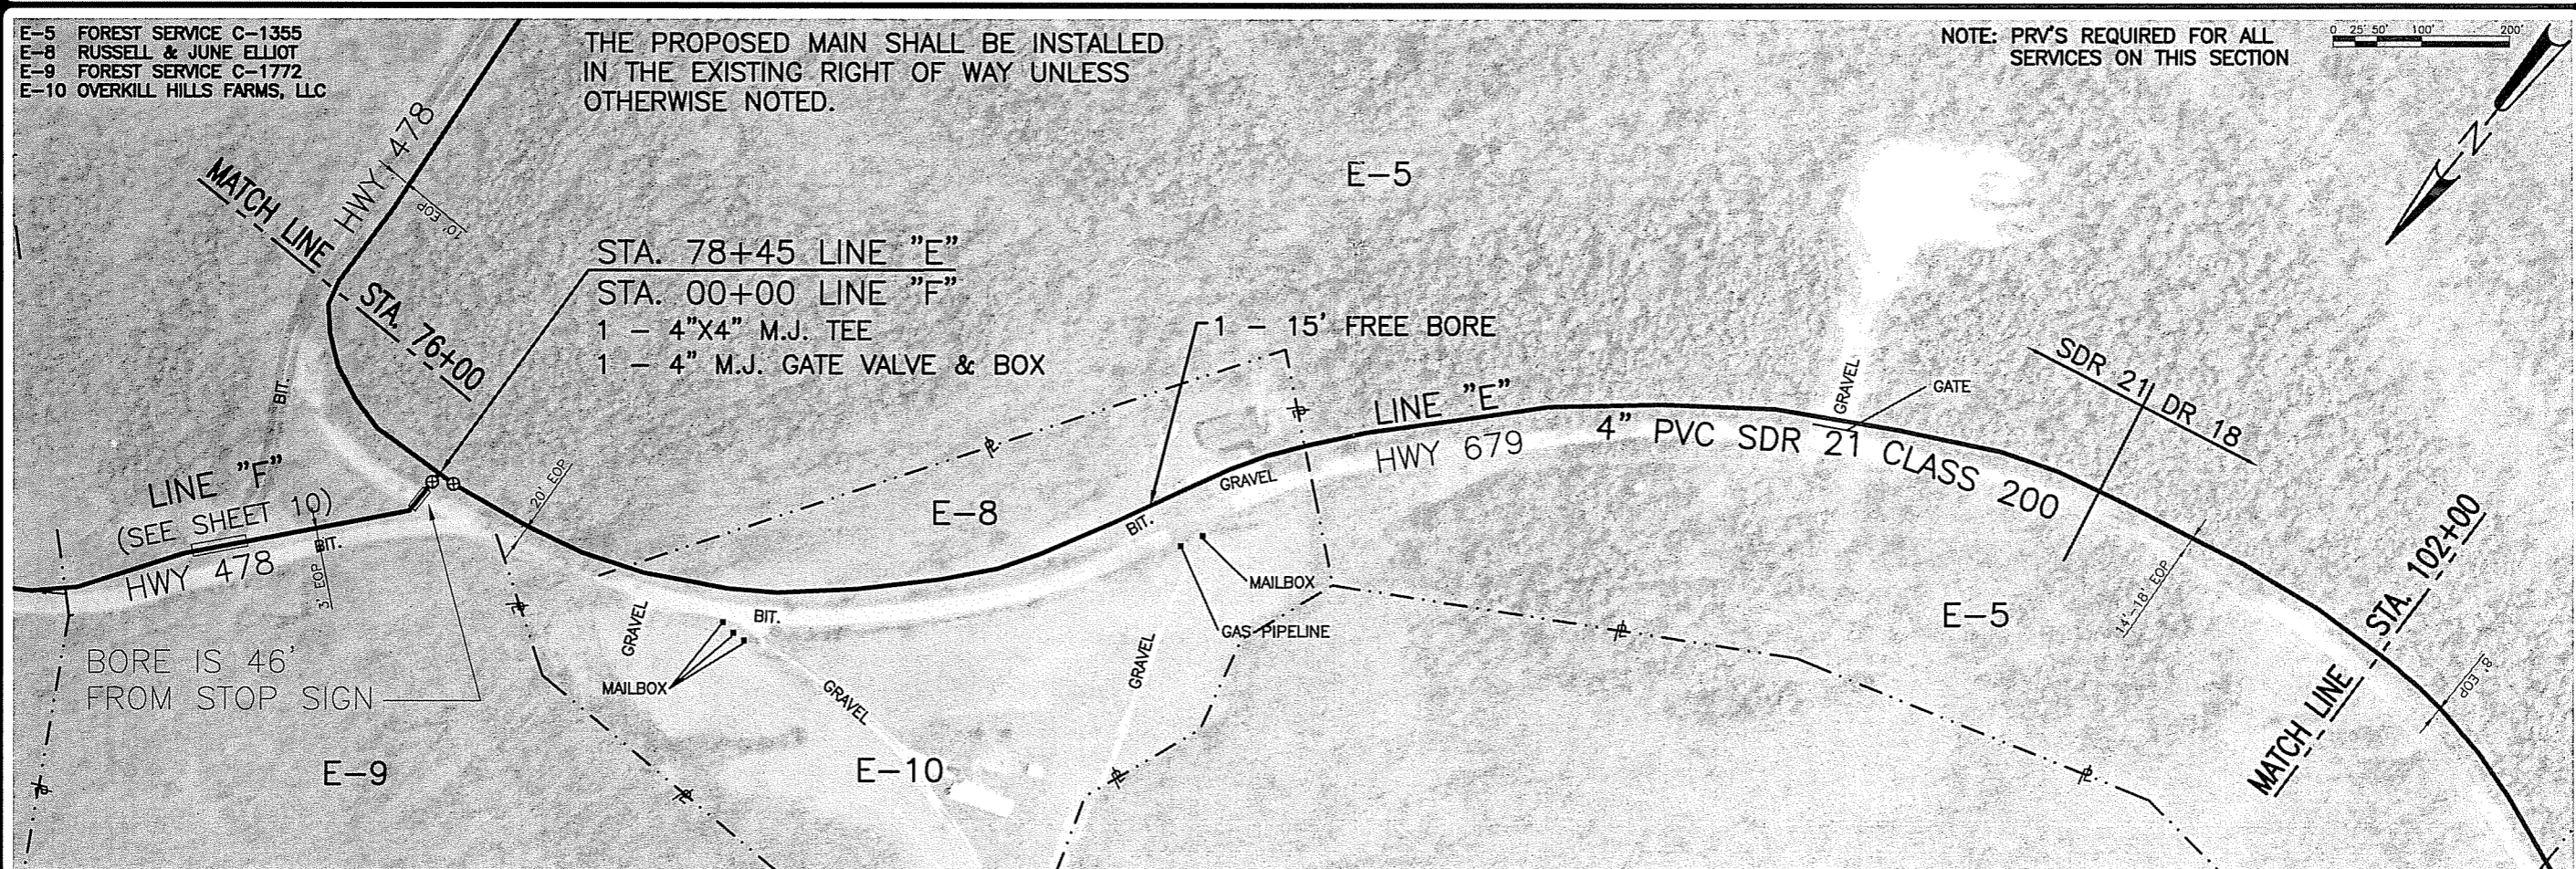 E-5 FOREST SERVICE C-1355
E-8 RUSSELL & JUNE ELLIOT
E-9 FOREST SERVICE C-1772
E-10 OVERKILL HILLS FARMS, LLC
THE PROPOSED MAIN SHALL BE INSTALLED
IN THE EXISTING RIGHT OF WAY UNLESS
OTHERWISE NOTED.
NOTE: PRV'S REQUIRED FOR ALL
SERVICES ON THIS SECTION
0 25' 50' 100' 200'
N
HWY 478
10' EOP
MATCH LINE
STA. 76+00
E-5
STA. 78+45 LINE "E"
STA. 00+00 LINE "F"
1 - 4"X4" M.J. TEE
1 - 4" M.J. GATE VALVE & BOX
1 - 15' FREE BORE
BIT.
LINE "E"
HWY 679
4" PVC SDR 21 CLASS 200
GRAVEL
GATE
SDR 21
DR 18
LINE "F"
(SEE SHEET 10)
HWY 478
BIT.
3' EOP
20' EOP
E-8
GRAVEL
BIT.
MAILBOX
GAS PIPELINE
GRAVEL
BIT.
MAILBOX
GRAVEL
GRAVEL
E-5
14'-18' EOP
MATCH LINE
STA. 102+00
8' EOP
BORE IS 46'
FROM STOP SIGN
E-9
E-10